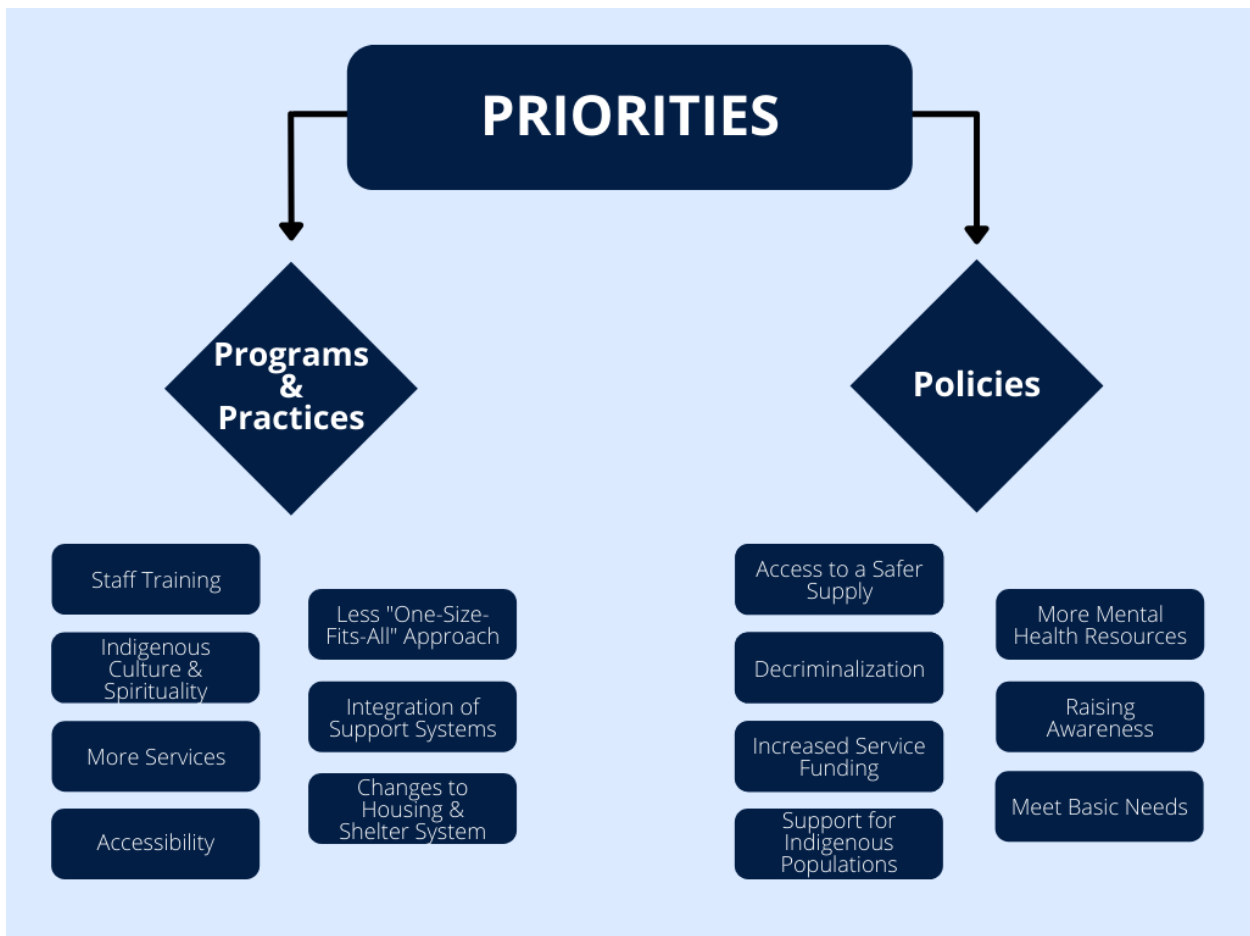 PRIORITIES
Programs
&
Practices
Staff Training
Indigenous
Culture &
Spirituality
More Services
Accessibility
Less "One-Size-
Fits-All" Approach
Integration of
Support Systems
Changes to
Housing &
Shelter System
Policies
Access to a Safer
Supply
Decriminalization
Increased Service
Funding
Support for
Indigenous
Populations
More Mental
Health Resources
Raising
Awareness
Meet Basic Needs